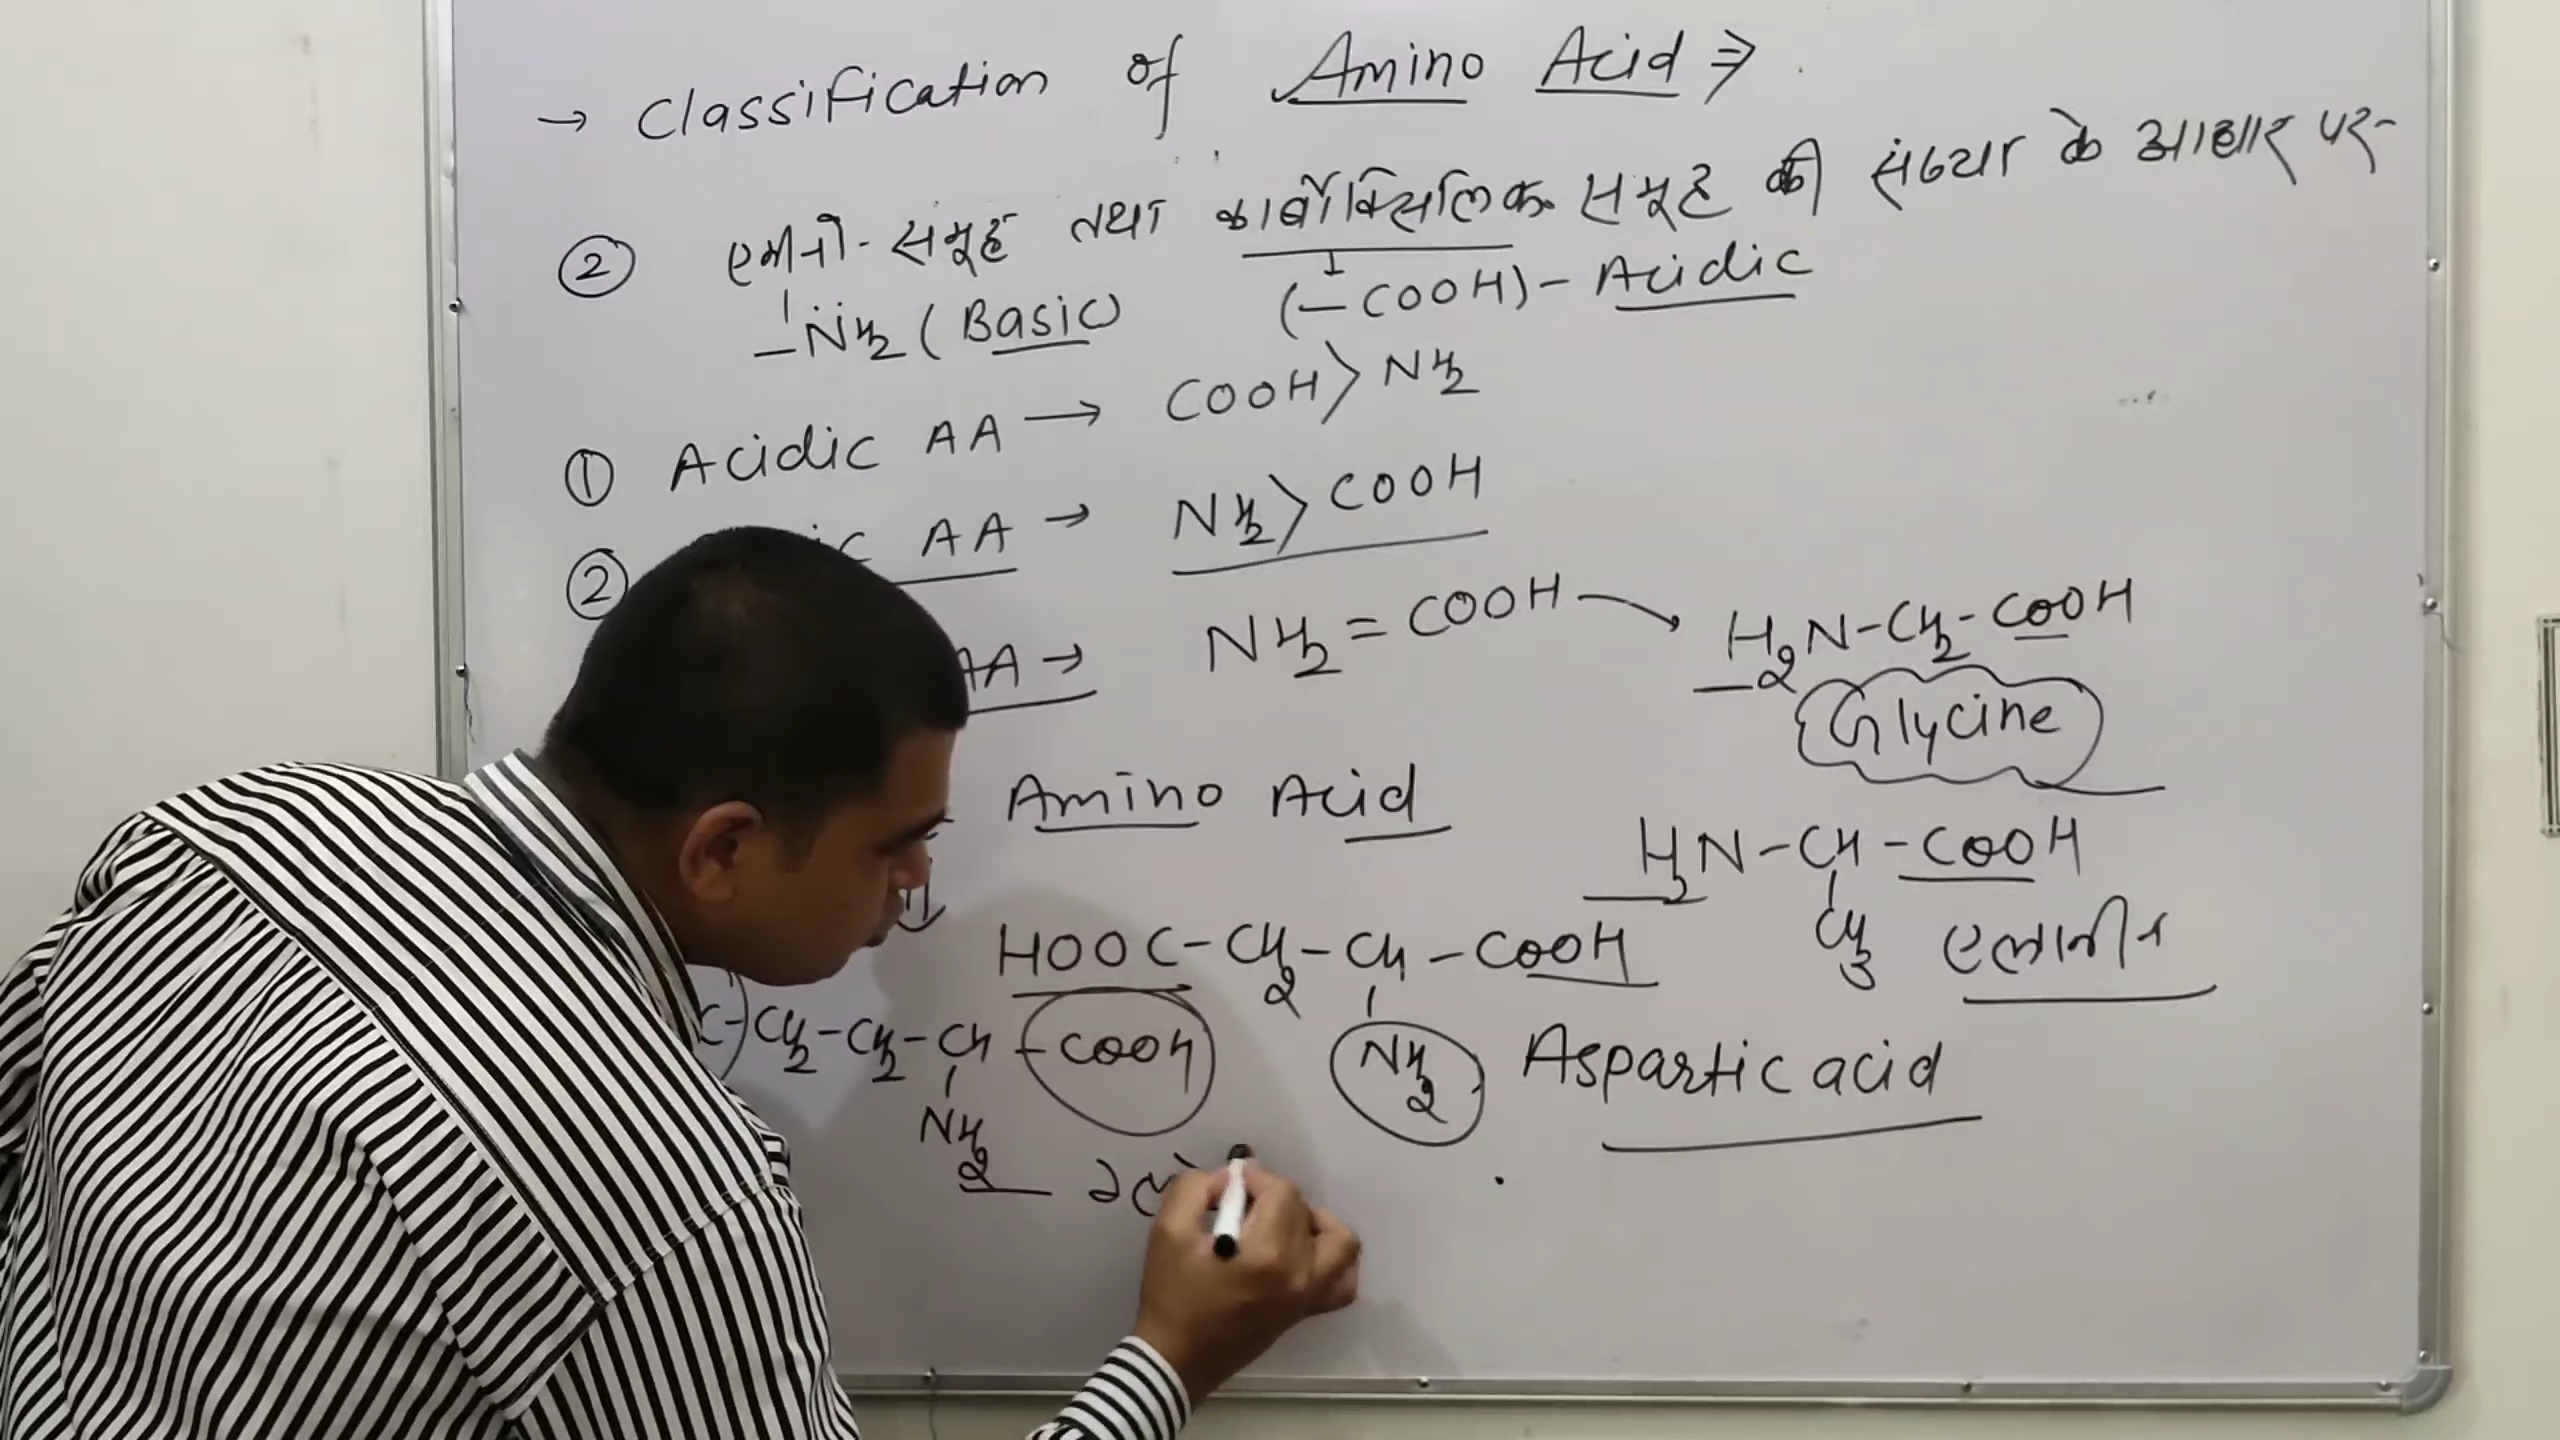 → Classification of Amino Acid ⇒
② एमीनो-समूह तथा कार्बोक्सिलिक समूह की संख्या के आधार पर-
-NH2 (Basic) (-COOH)- Acidic
① Acidic AA → COOH > NH2
② AA → NH2 > COOH
AA → NH2 = COOH → H2N-CH2-COOH
Glycine
Amino Acid
H2N-CH-COOH
CH3 एलानीन
HOOC-CH2-CH-COOH
NH2 Aspartic acid
C-CH2-CH2-CH-COOH
NH2